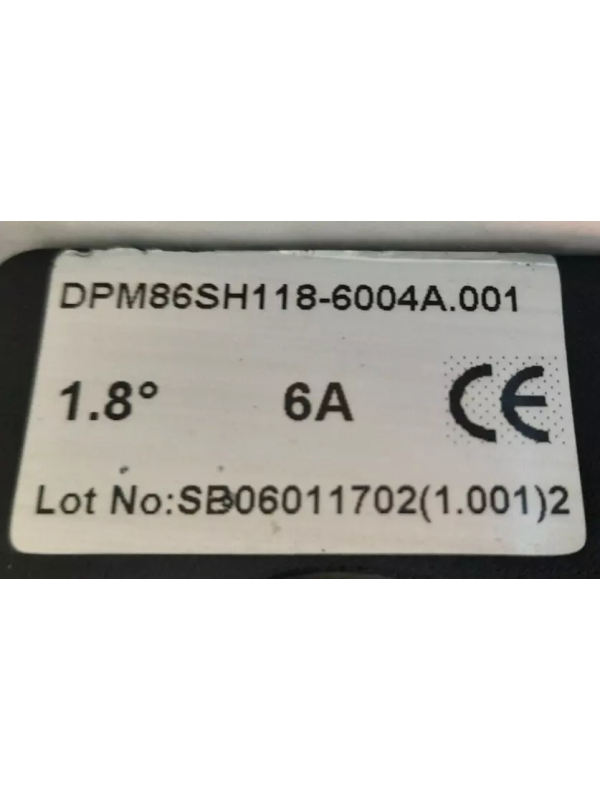 DPM86SH118-6004A.001
1.8° 6A CE
Lot No:SB06011702(1.001)2